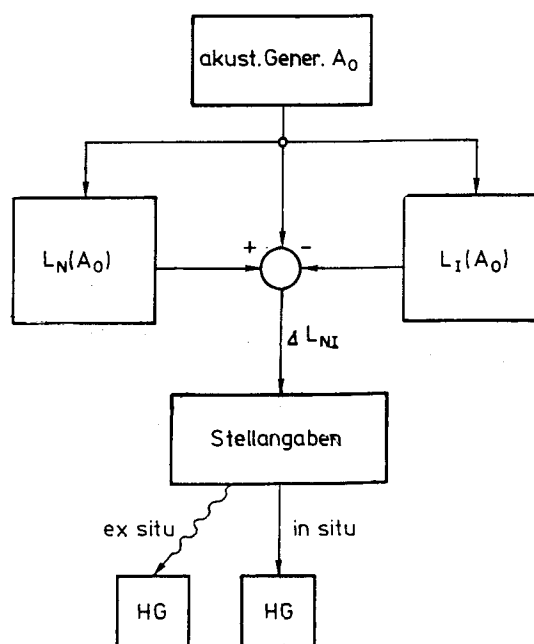 akust. Gener. A₀
L_N(A₀)
+
-
L_I(A₀)
Δ L_NI
Stellangaben
ex situ
in situ
HG
HG